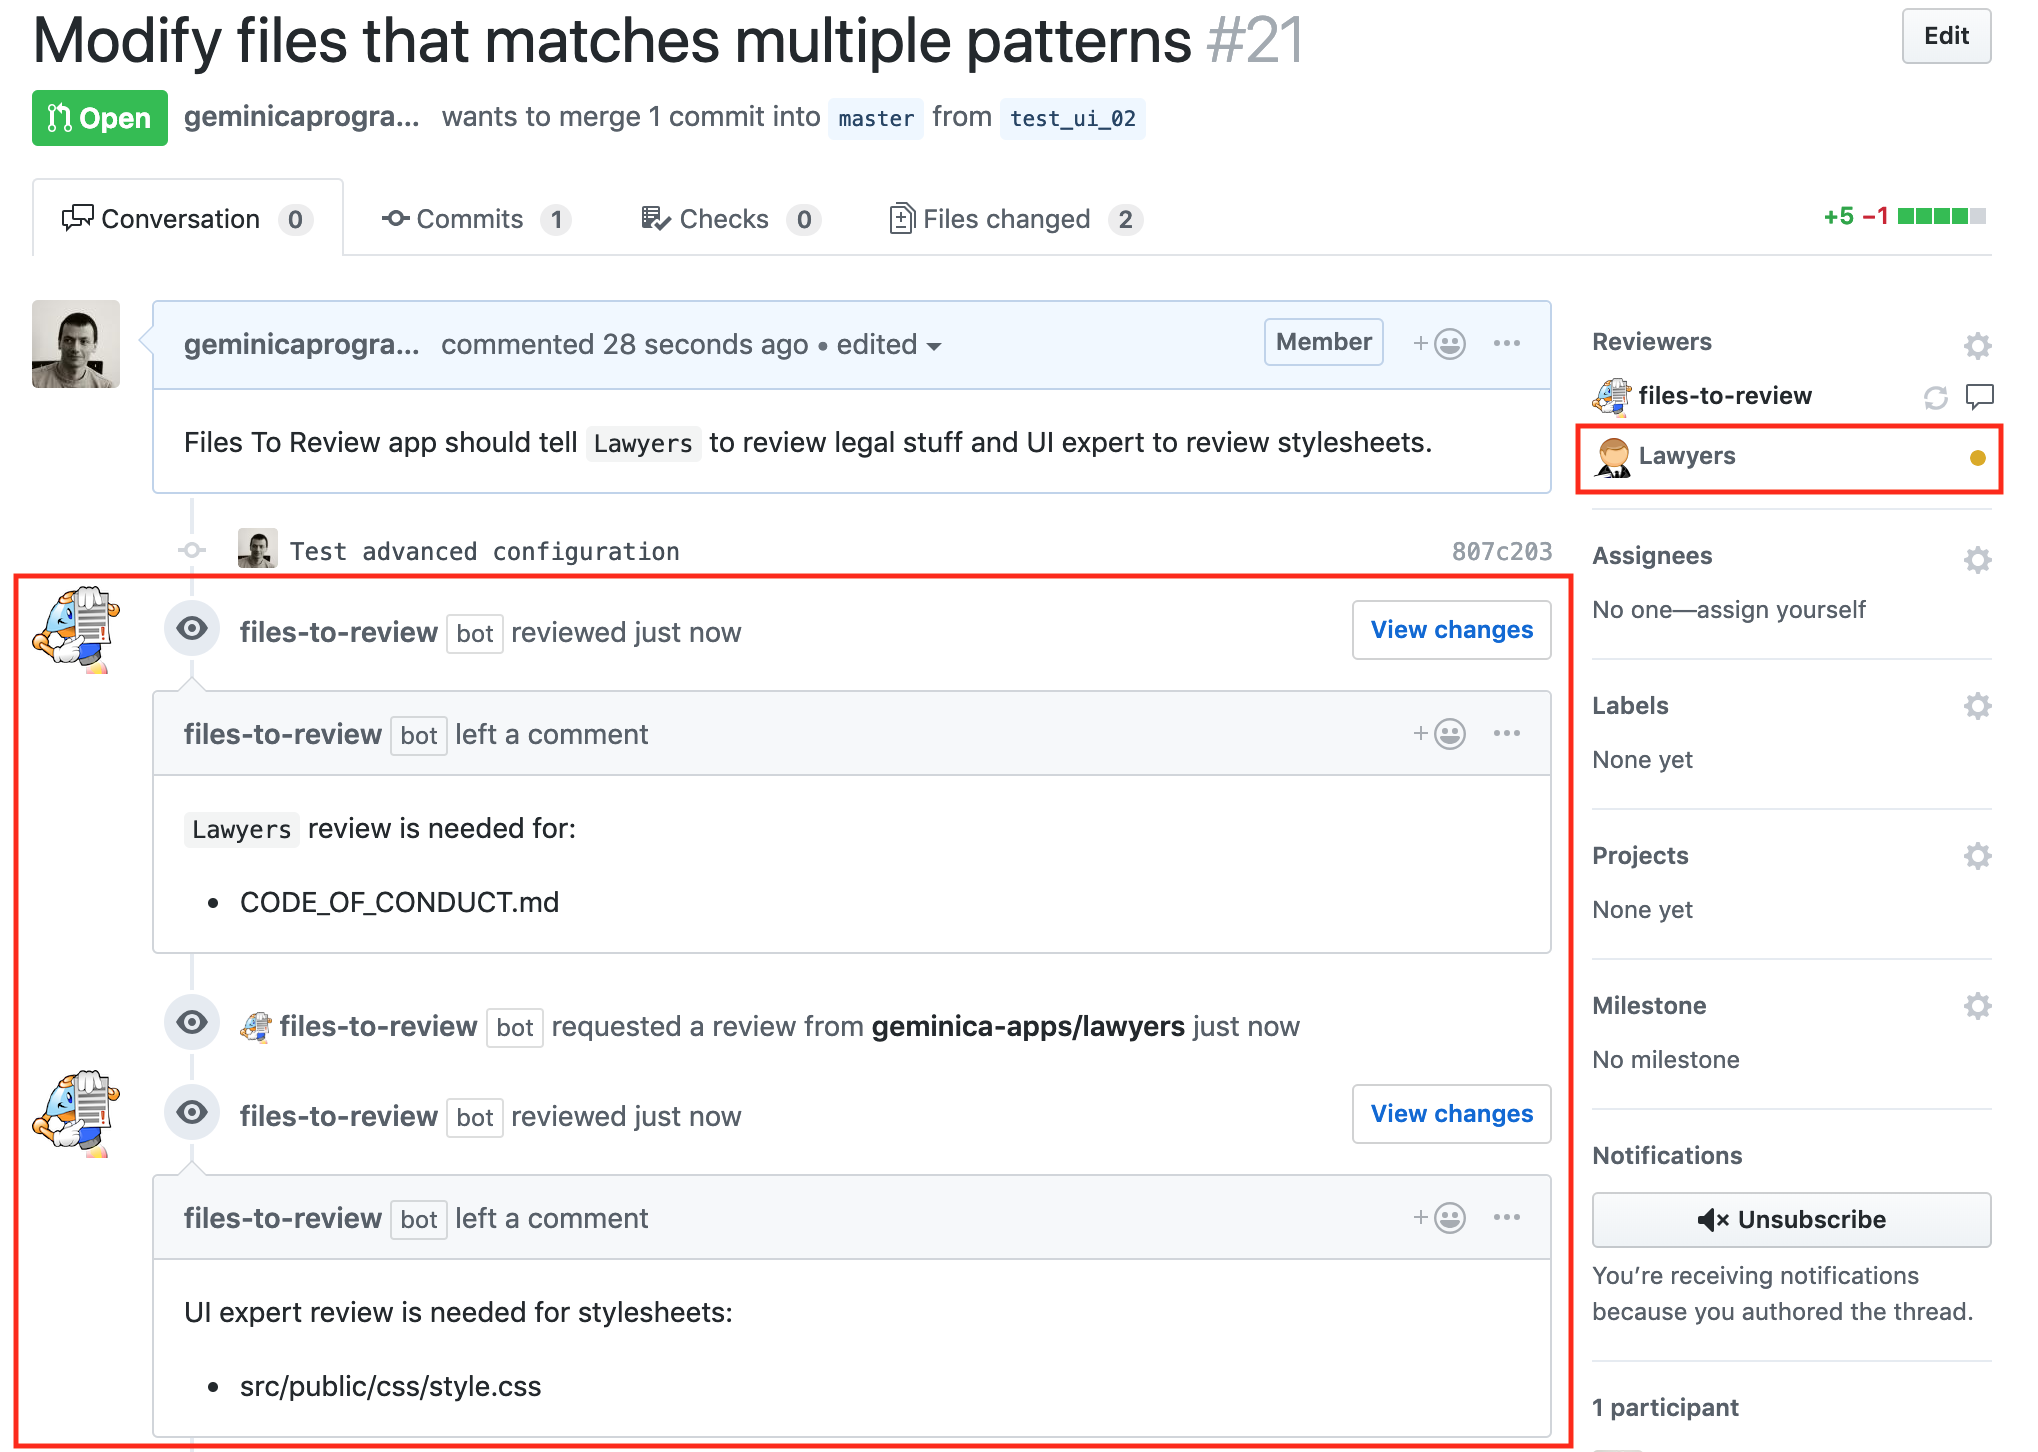 Modify files that matches multiple patterns #21
Edit
Open
geminicaprogra... wants to merge 1 commit into master from test_ui_02
Conversation 0
Commits 1
Checks 0
Files changed 2
+5 −1
geminicaprogra... commented 28 seconds ago • edited
Member
Files To Review app should tell Lawyers to review legal stuff and UI expert to review stylesheets.
Test advanced configuration
807c203
files-to-review bot reviewed just now
View changes
files-to-review bot left a comment
Lawyers review is needed for:
• CODE_OF_CONDUCT.md
files-to-review bot requested a review from geminica-apps/lawyers just now
files-to-review bot reviewed just now
View changes
files-to-review bot left a comment
UI expert review is needed for stylesheets:
• src/public/css/style.css
Reviewers
files-to-review
Lawyers
Assignees
No one—assign yourself
Labels
None yet
Projects
None yet
Milestone
No milestone
Notifications
Unsubscribe
You’re receiving notifications
because you authored the thread.
1 participant